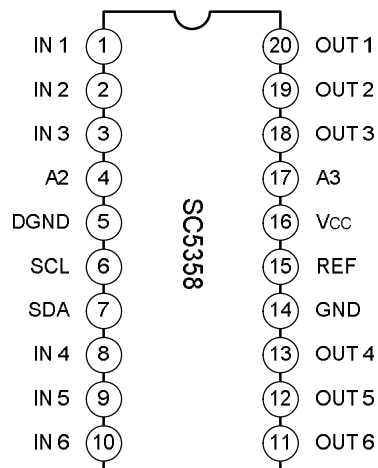 IN 1 1 20 OUT 1
IN 2 2 19 OUT 2
IN 3 3 18 OUT 3
A2 4 17 A3
DGND 5 16 VCC
SCL 6 15 REF
SDA 7 14 GND
IN 4 8 13 OUT 4
IN 5 9 12 OUT 5
IN 6 10 11 OUT 6
SC5358